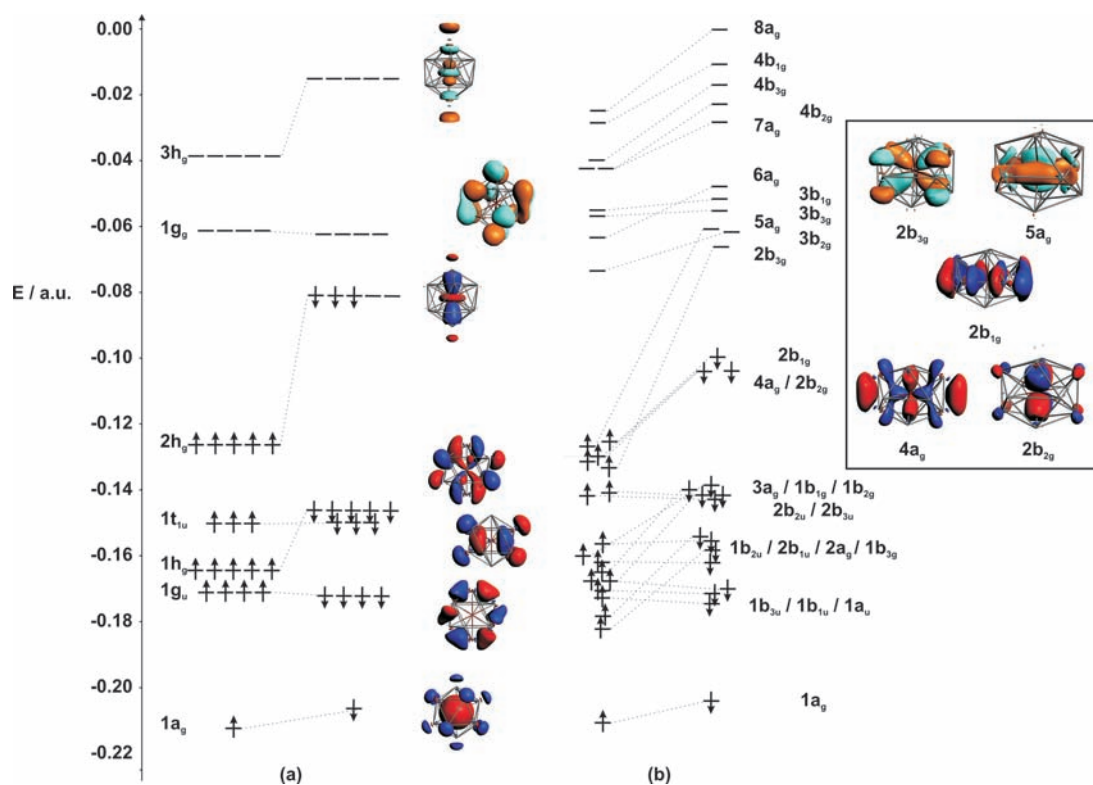 0.00
-0.02
-0.04
-0.06
E / a.u.
-0.08
-0.10
-0.12
-0.14
-0.16
-0.18
-0.20
-0.22
3h_g
1g_g
2h_g
1t_1u
1h_g
1g_u
1a_g
(a)
8a_g
4b_1g
4b_3g
4b_2g
7a_g
6a_g
3b_1g
3b_3g
5a_g
3b_2g
2b_3g
2b_1g
4a_g / 2b_2g
3a_g / 1b_1g / 1b_2g
2b_2u / 2b_3u
1b_2u / 2b_1u / 2a_g / 1b_3g
1b_3u / 1b_1u / 1a_u
1a_g
(b)
2b_3g
5a_g
2b_1g
4a_g
2b_2g